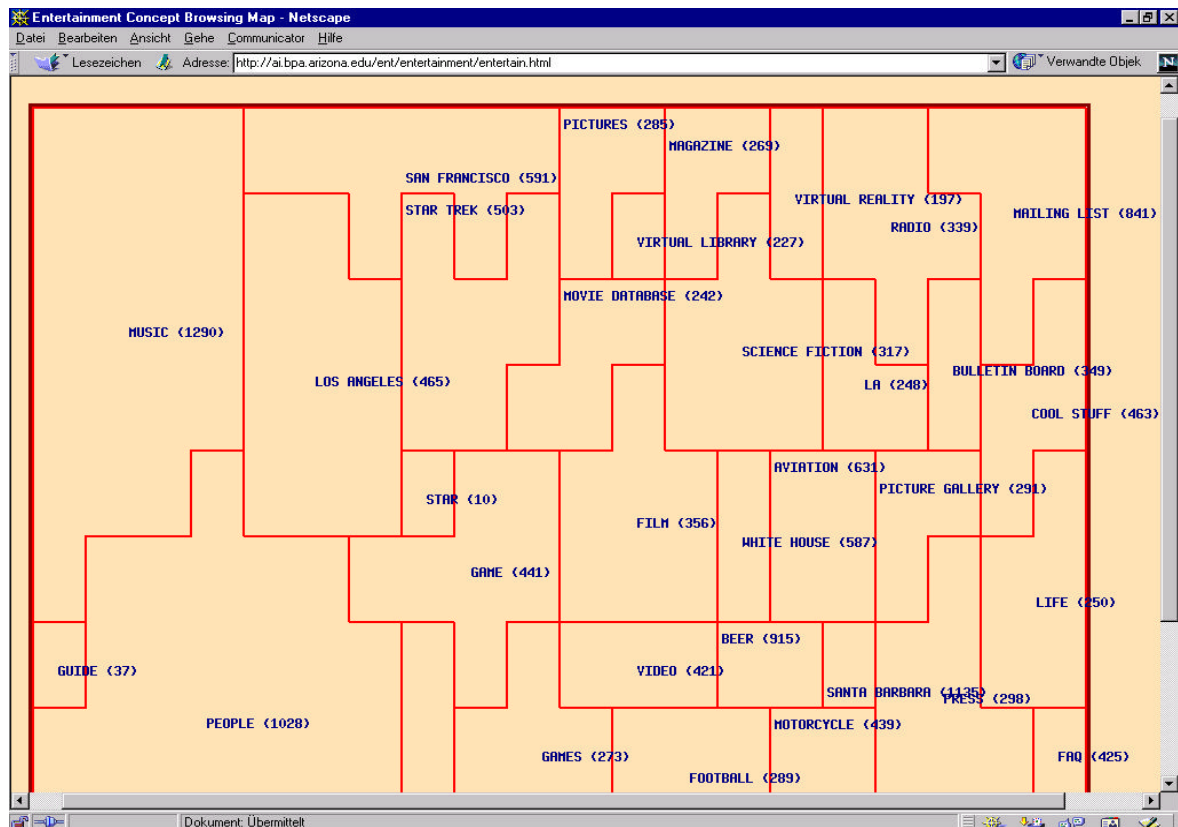 Entertainment Concept Browsing Map - Netscape
Datei Bearbeiten Ansicht Gehe Communicator Hilfe
Lesezeichen Adresse: http://ai.bpa.arizona.edu/ent/entertainment/entertain.html Verwandte Objek N
PICTURES (285)
MAGAZINE (269)
SAN FRANCISCO (591)
VIRTUAL REALITY (197)
STAR TREK (503)
MAILING LIST (841)
RADIO (339)
VIRTUAL LIBRARY (227)
MOVIE DATABASE (242)
MUSIC (1290)
SCIENCE FICTION (317)
BULLETIN BOARD (349)
LOS ANGELES (465)
LA (248)
COOL STUFF (463)
AVIATION (631)
PICTURE GALLERY (291)
STAR (10)
FILM (356)
WHITE HOUSE (587)
GAME (441)
LIFE (250)
BEER (915)
GUIDE (37)
VIDEO (421)
SANTA BARBARA (1135)
PRESS (298)
PEOPLE (1028)
MOTORCYCLE (439)
GAMES (273)
FAQ (425)
FOOTBALL (289)
Dokument: Übermittelt